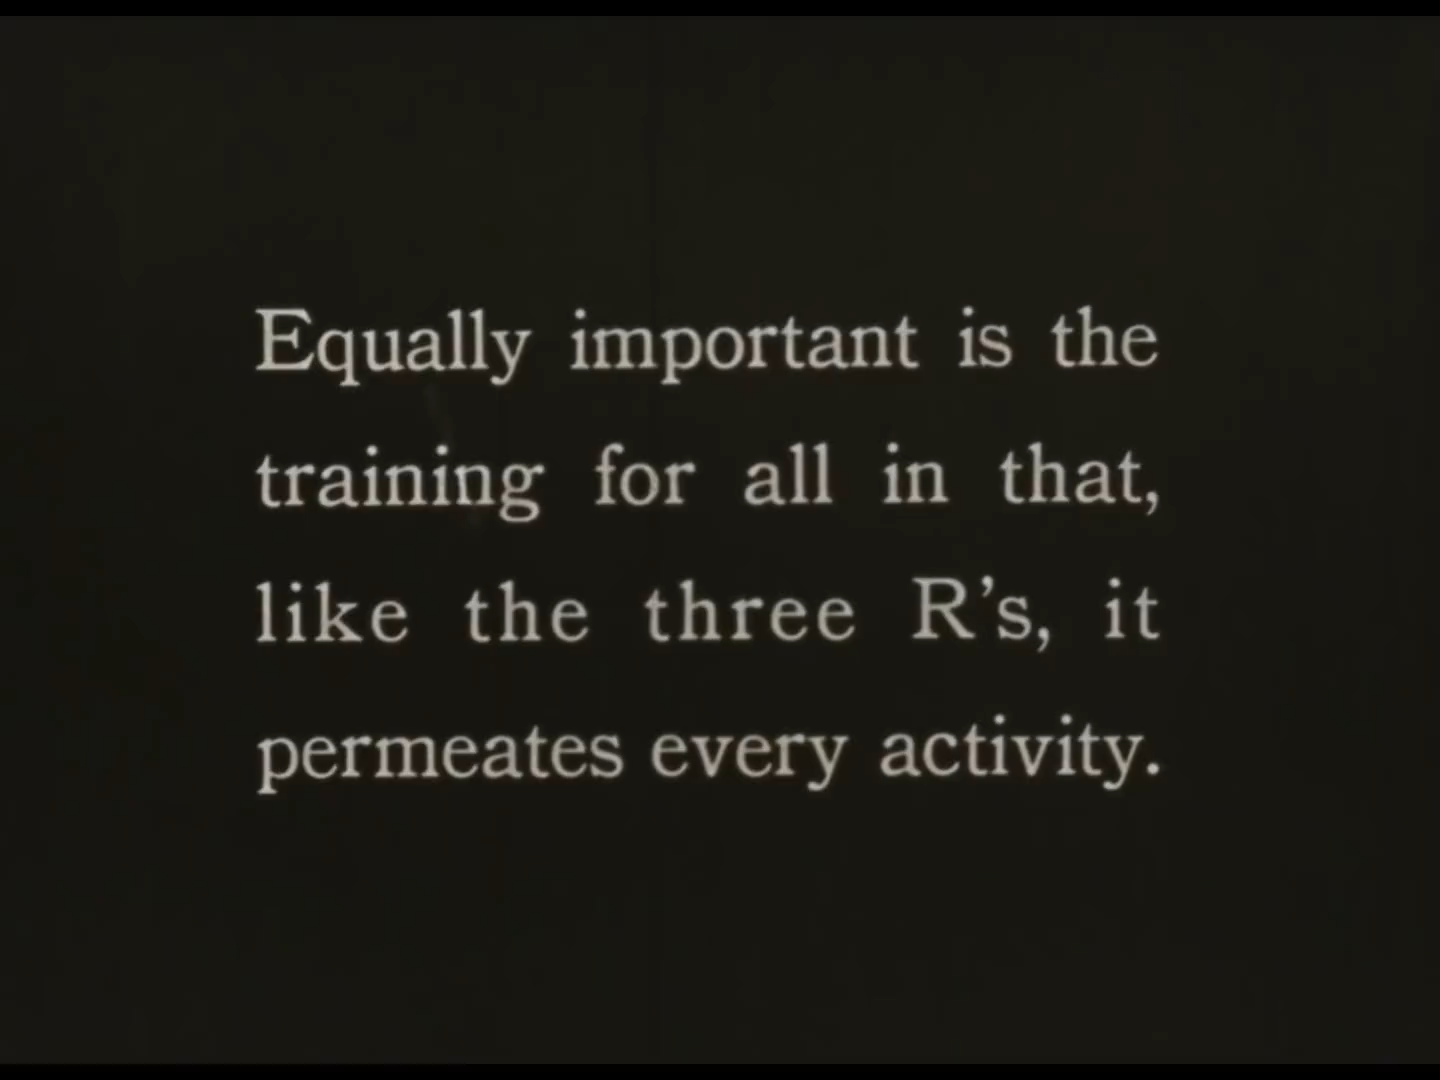 Equally important is the
training for all in that,
like the three R's, it
permeates every activity.